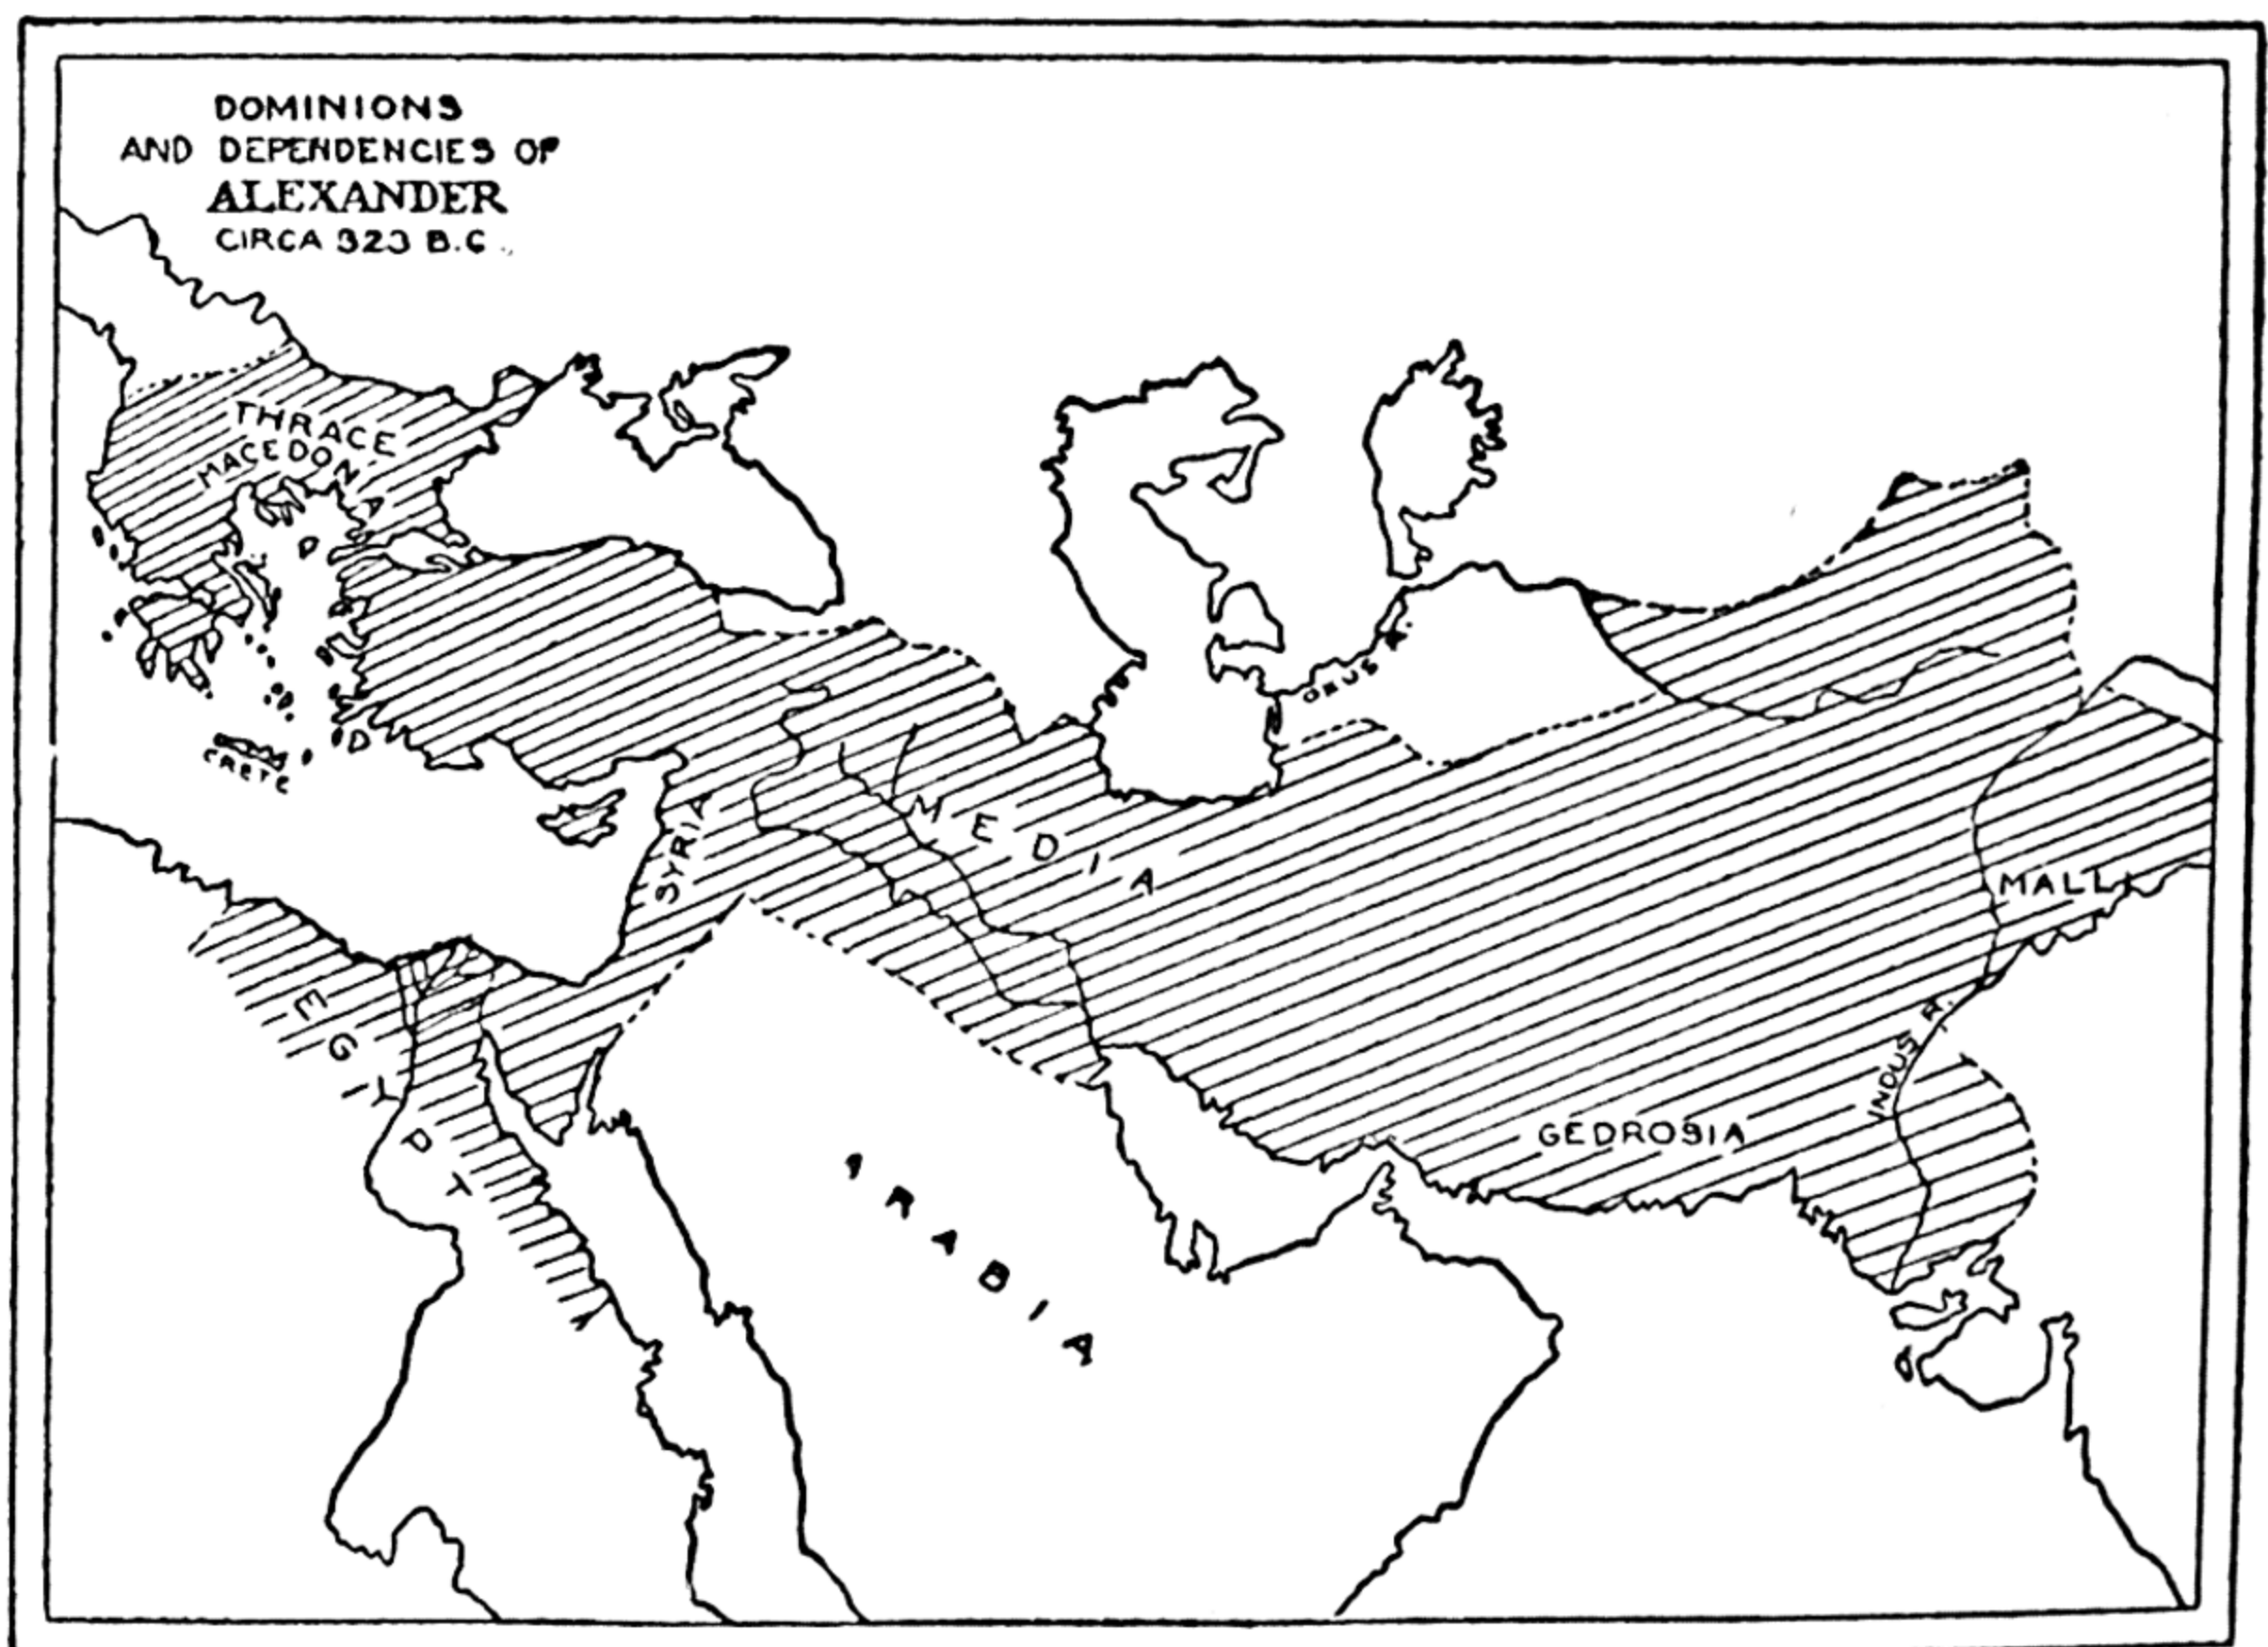 DOMINIONS
AND DEPENDENCIES OF
ALEXANDER
CIRCA 323 B.C.
THRACE
MACEDONIA
CRETE
SYRIA
MEDIA
OXUS R.
MALLI
EGYPT
INDUS R.
GEDROSIA
ARABIA